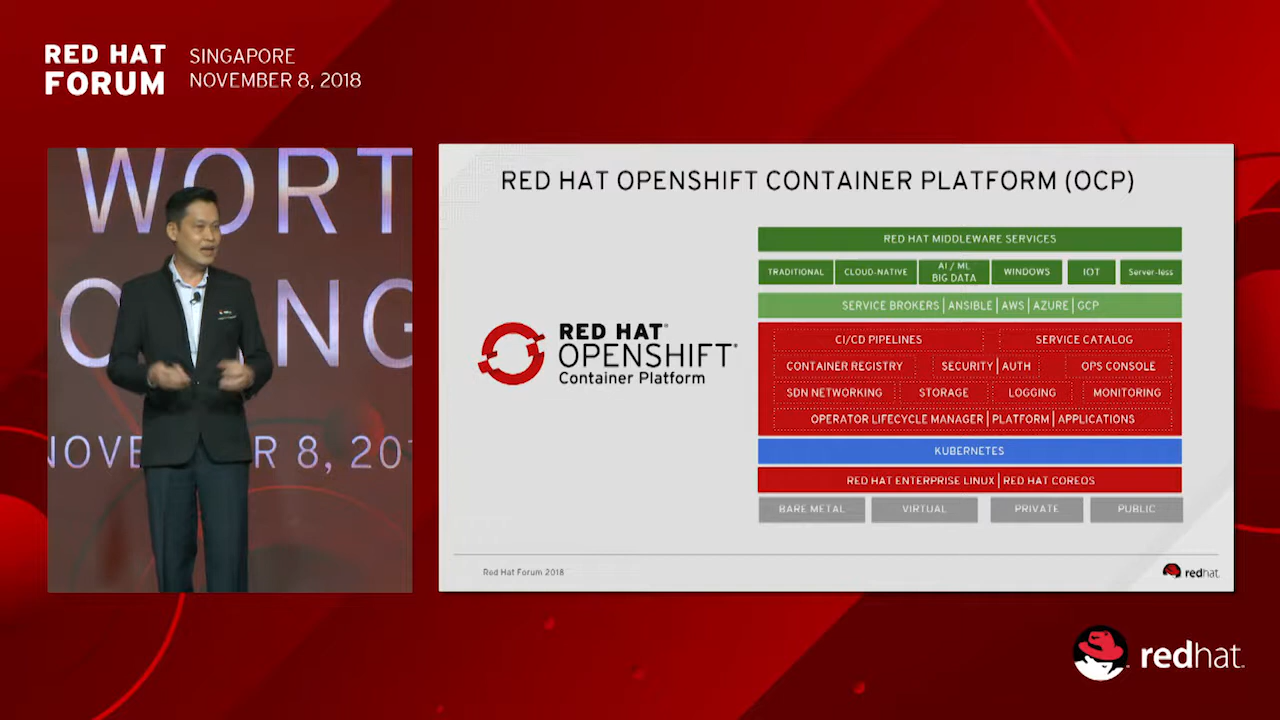 RED HAT
FORUM
SINGAPORE
NOVEMBER 8, 2018
WORT
NG
NOVE R 8, 201
RED HAT OPENSHIFT CONTAINER PLATFORM (OCP)
RED HAT®
OPENSHIFT®
Container Platform
RED HAT MIDDLEWARE SERVICES
TRADITIONAL CLOUD-NATIVE AI / ML BIG DATA WINDOWS IOT Server-less
SERVICE BROKERS | ANSIBLE | AWS | AZURE | GCP
CI/CD PIPELINES SERVICE CATALOG
CONTAINER REGISTRY SECURITY | AUTH OPS CONSOLE
SDN NETWORKING STORAGE LOGGING MONITORING
OPERATOR LIFECYCLE MANAGER | PLATFORM | APPLICATIONS
KUBERNETES
RED HAT ENTERPRISE LINUX | RED HAT COREOS
BARE METAL VIRTUAL PRIVATE PUBLIC
Red Hat Forum 2018
redhat.
redhat.